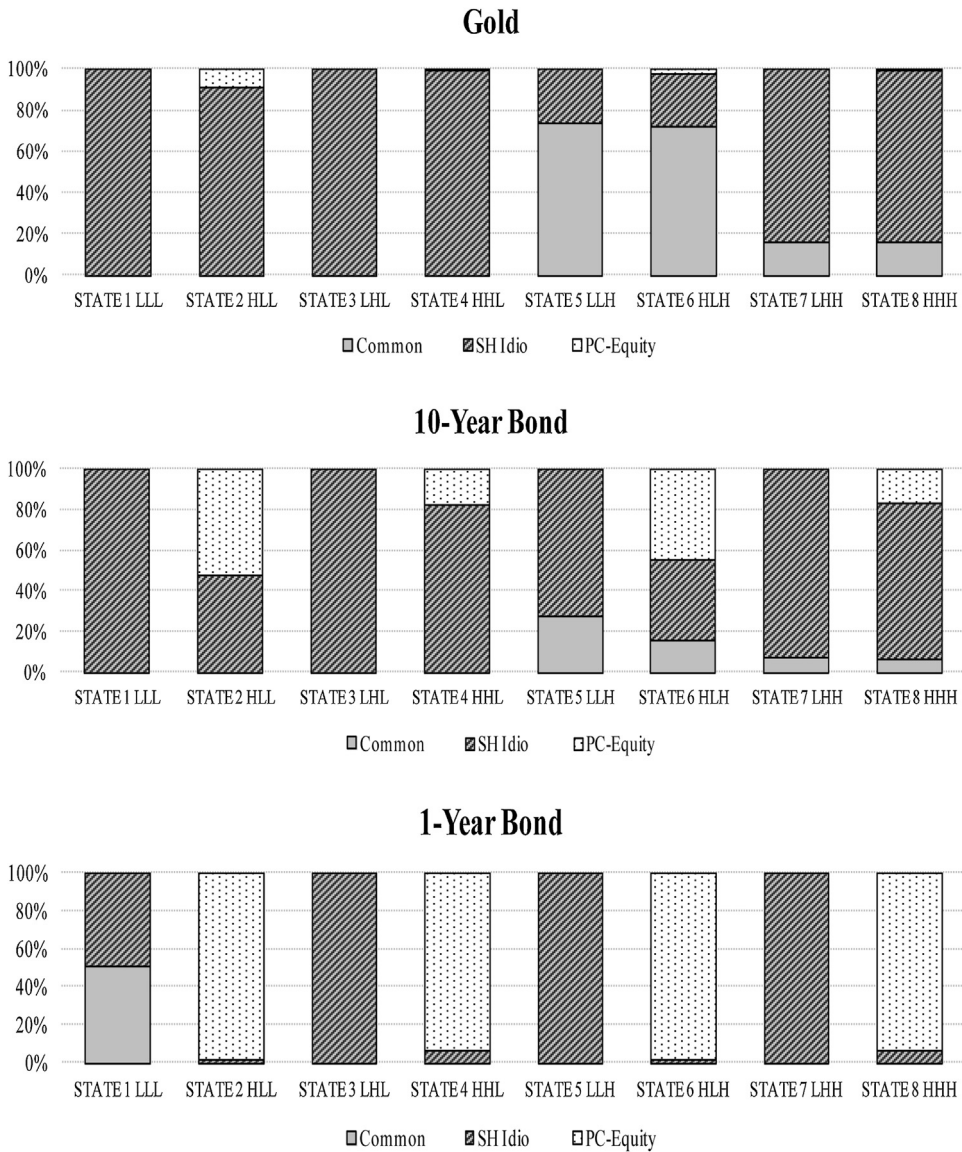 Gold
100%
80%
60%
40%
20%
0%
STATE 1 LLL STATE 2 HLL STATE 3 LHL STATE 4 HHL STATE 5 LLH STATE 6 HLH STATE 7 LHH STATE 8 HHH
Common SH Idio PC-Equity
10-Year Bond
100%
80%
60%
40%
20%
0%
STATE 1 LLL STATE 2 HLL STATE 3 LHL STATE 4 HHL STATE 5 LLH STATE 6 HLH STATE 7 LHH STATE 8 HHH
Common SH Idio PC-Equity
1-Year Bond
100%
80%
60%
40%
20%
0%
STATE 1 LLL STATE 2 HLL STATE 3 LHL STATE 4 HHL STATE 5 LLH STATE 6 HLH STATE 7 LHH STATE 8 HHH
Common SH Idio PC-Equity